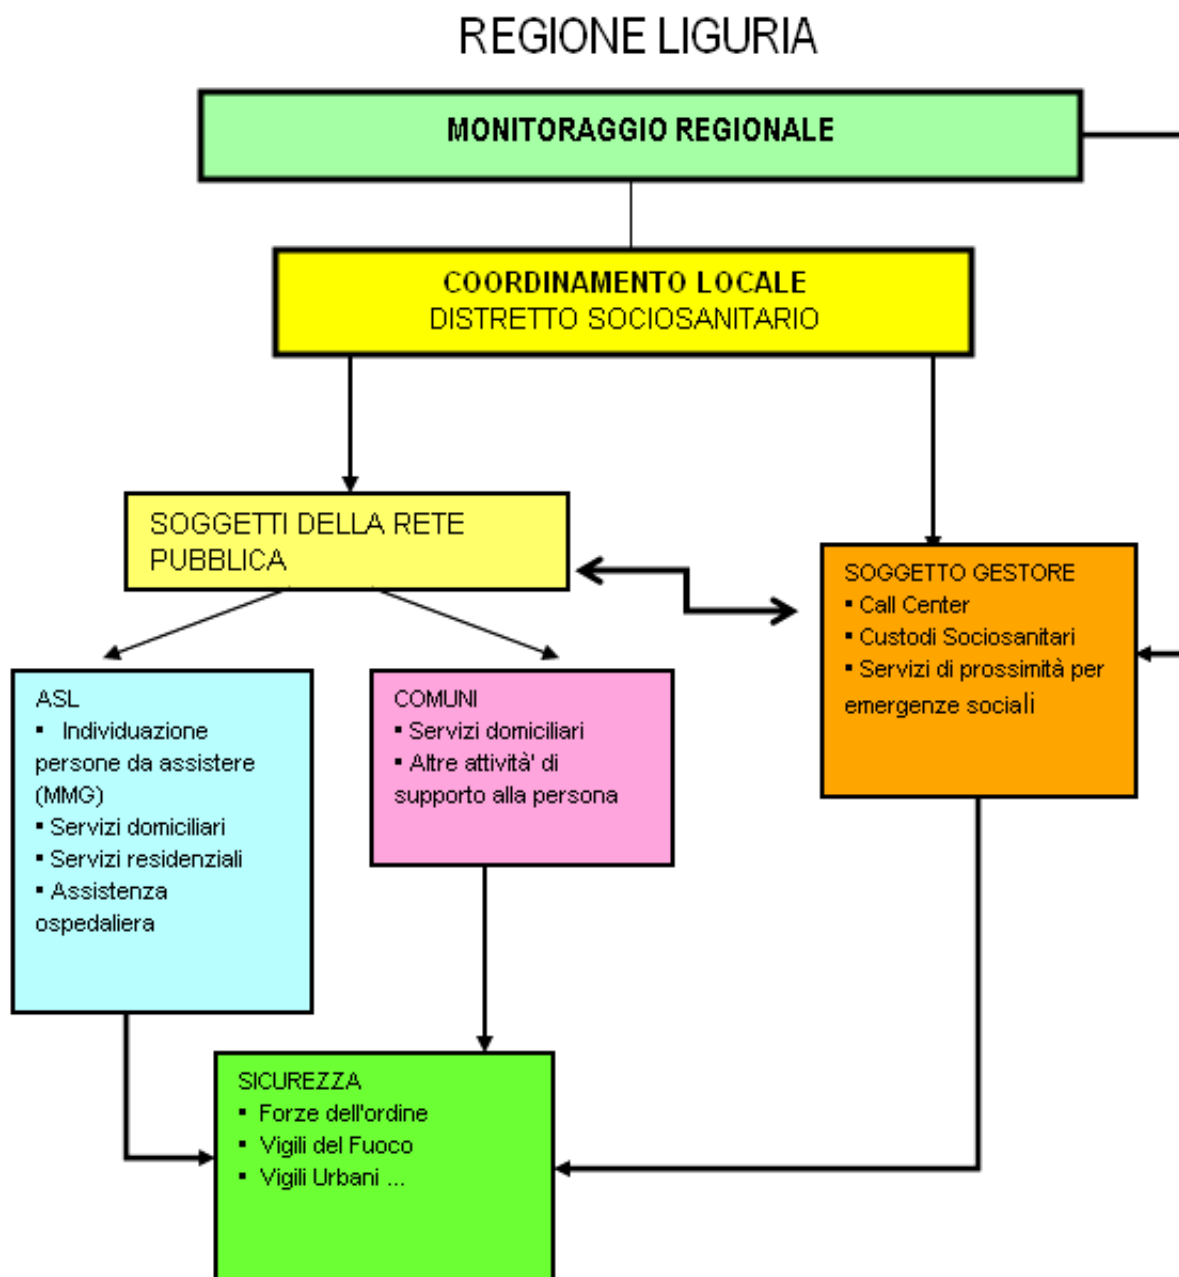 REGIONE LIGURIA
MONITORAGGIO REGIONALE
COORDINAMENTO LOCALE
DISTRETTO SOCIOSANITARIO
SOGGETTI DELLA RETE
PUBBLICA
SOGGETTO GESTORE
▪ Call Center
▪ Custodi Sociosanitari
▪ Servizi di prossimità per
emergenze sociali
ASL
▪ Individuazione
persone da assistere
(MMG)
▪ Servizi domiciliari
▪ Servizi residenziali
▪ Assistenza
ospedaliera
COMUNI
▪ Servizi domiciliari
▪ Altre attività' di
supporto alla persona
SICUREZZA
▪ Forze dell'ordine
▪ Vigili del Fuoco
▪ Vigili Urbani ...